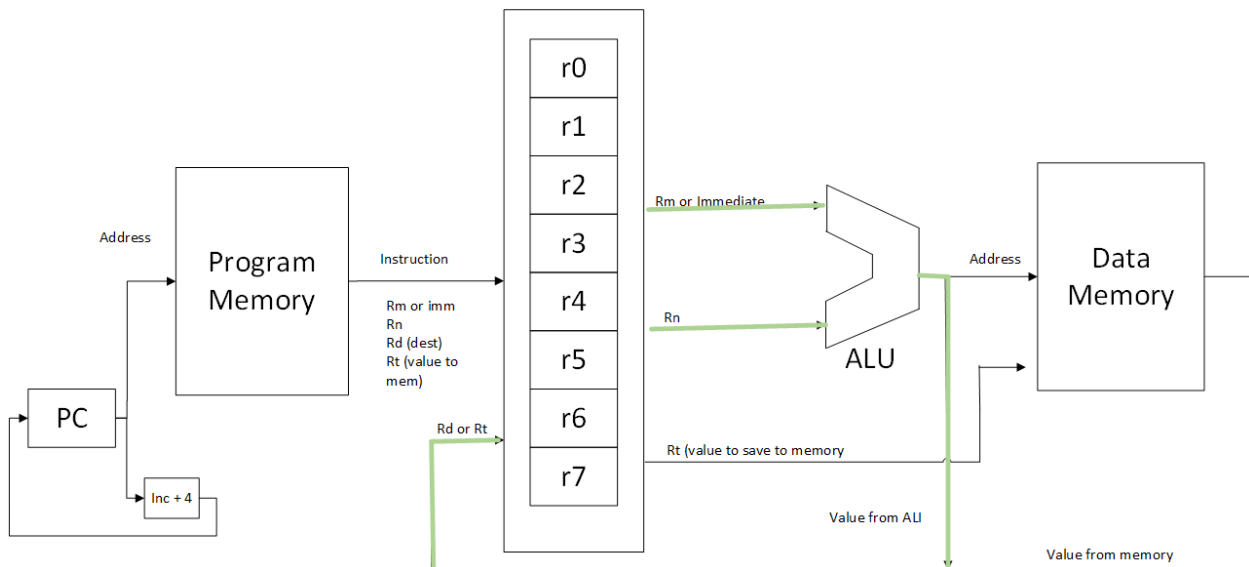 r0
r1
r2
r3
r4
r5
r6
r7
Address
Program
Memory
Instruction
Rm or imm
Rn
Rd (dest)
Rt (value to
mem)
PC
Inc + 4
Rd or Rt
Rm or Immediate
Rn
ALU
Address
Data
Memory
Rt (value to save to memory
Value from ALI
Value from memory